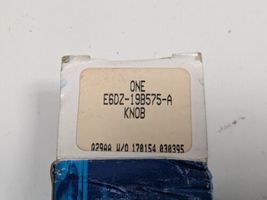 ONE
E6DZ-19B575-A
KNOB
029AA W/O 170154 030395